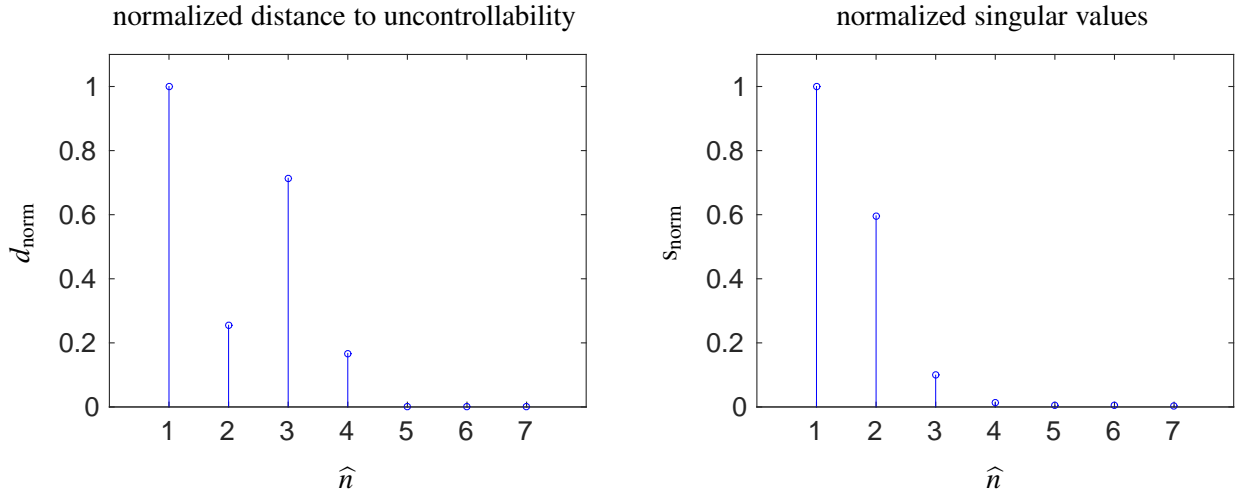 normalized distance to uncontrollability
1
0.8
0.6
0.4
0.2
0
d_norm
1 2 3 4 5 6 7
n̂
normalized singular values
1
0.8
0.6
0.4
0.2
0
s_norm
1 2 3 4 5 6 7
n̂